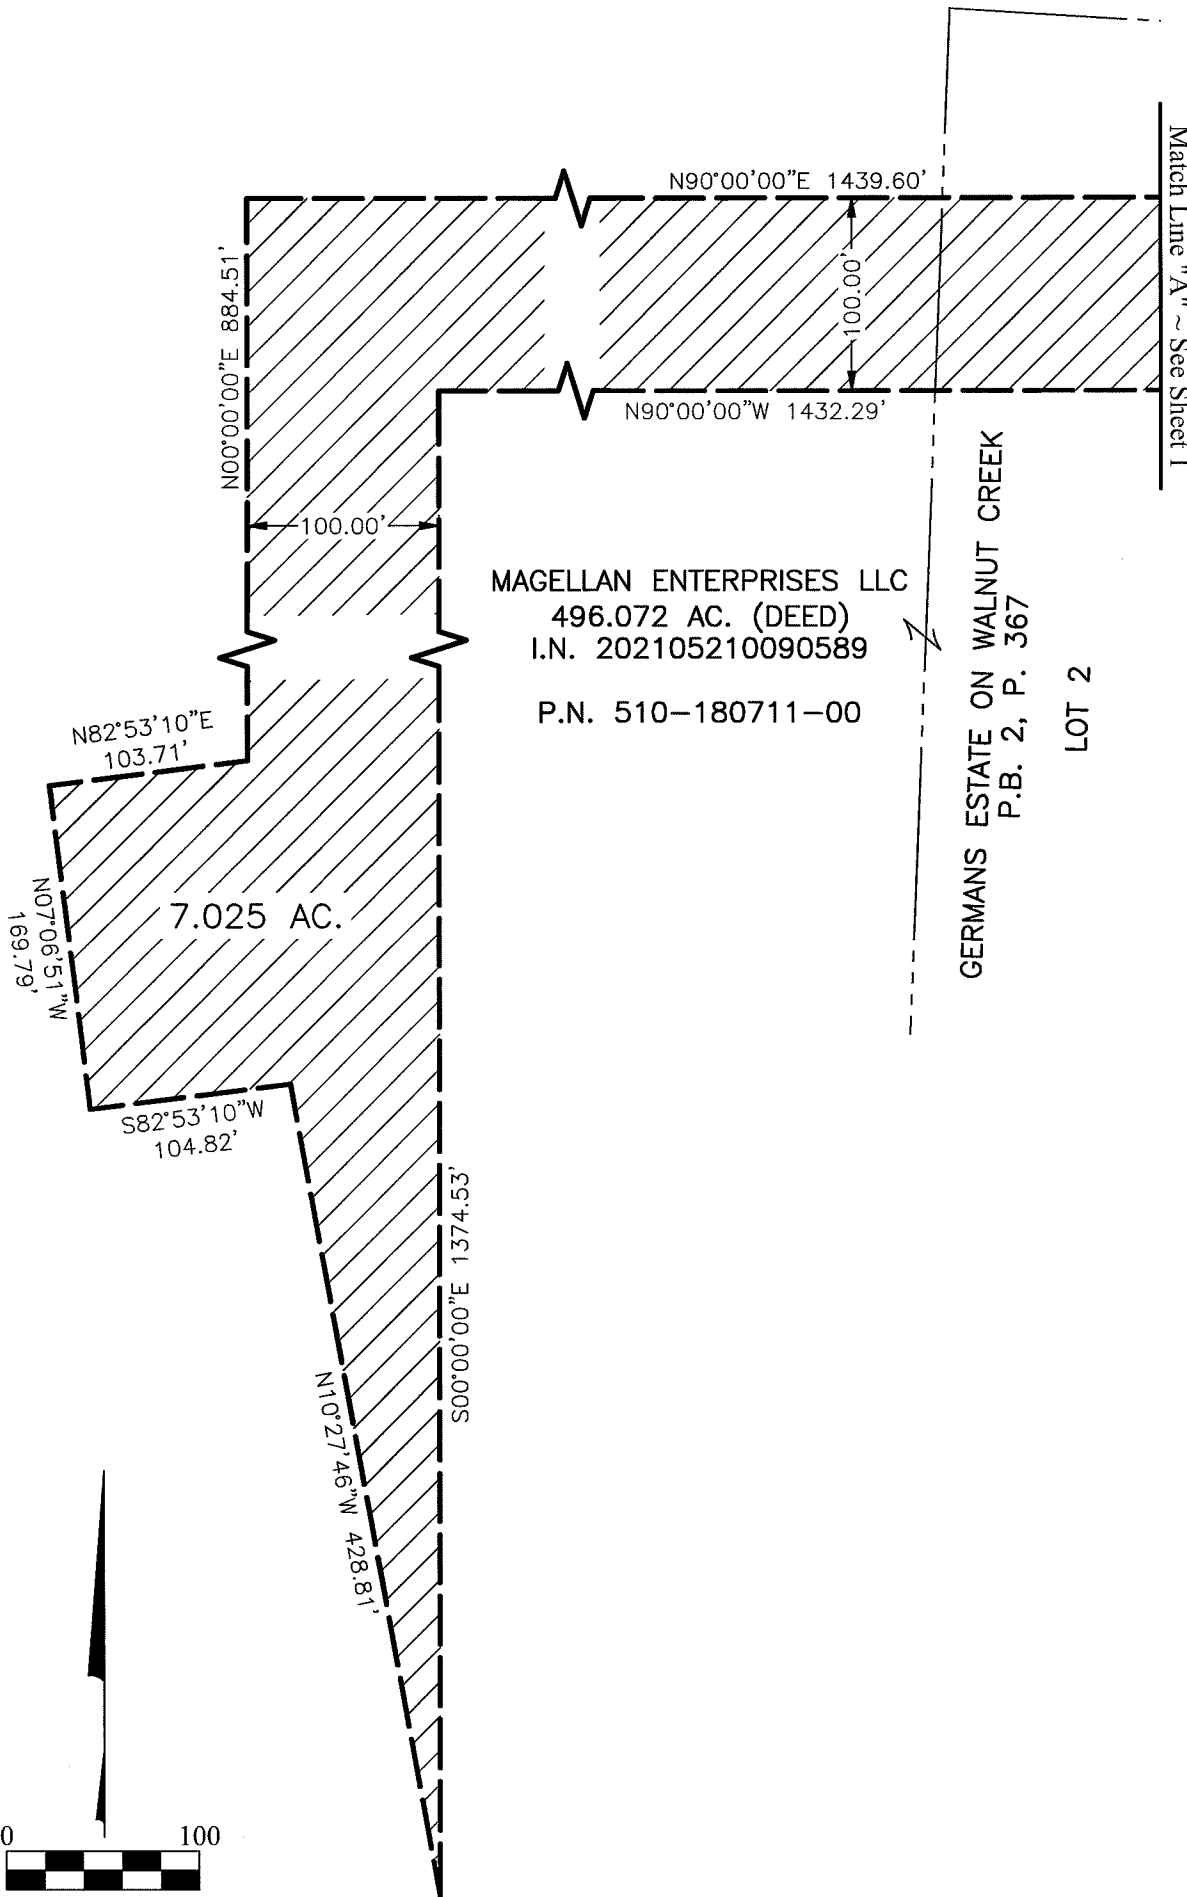 Match Line "A" ~ See Sheet 1
N90°00'00"E 1439.60'
100.00'
N90°00'00"W 1432.29'
N00°00'00"E 884.51'
100.00'
MAGELLAN ENTERPRISES LLC
496.072 AC. (DEED)
I.N. 202105210090589
P.N. 510-180711-00
GERMANS ESTATE ON WALNUT CREEK
P.B. 2, P. 367
LOT 2
N82°53'10"E
103.71'
7.025 AC.
N07°06'51"W
169.79'
S82°53'10"W
104.82'
S00°00'00"E 1374.53'
N10°27'46"W 428.81'
0 100